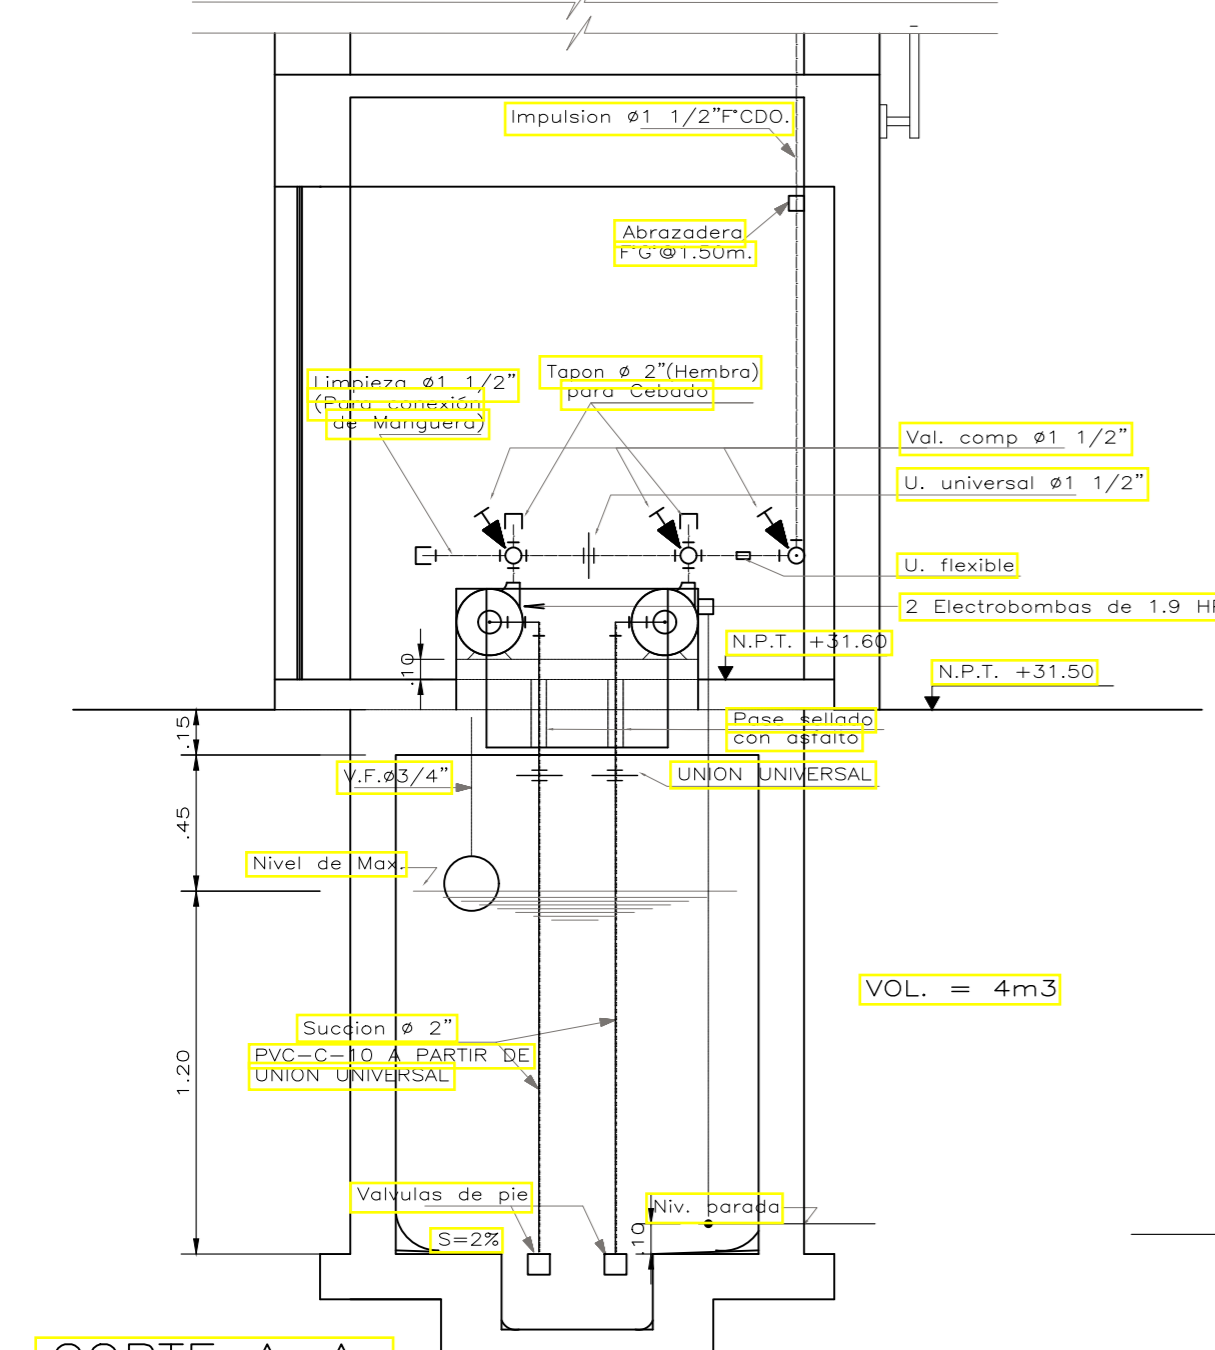 Impulsion ø1 1/2"F°CDO.
Abrazadera
F°G°@1.50m.
Tapon ø 2"(Hembra)
para Cebado
Limpieza ø1 1/2"
(Para conexión
de Manguera)
Val. comp ø1 1/2"
U. universal ø1 1/2"
U. flexible
2 Electrobombas de 1.9
N.P.T. +31.60
N.P.T. +31.50
.10
.15
Pase sellado
con asfalto
V.F.ø3/4"
UNION UNIVERSAL
.45
Nivel de Max.
VOL. = 4m3
Succion ø 2"
PVC-C-10 A PARTIR DE
UNION UNIVERSAL
1.20
Valvulas de pie
Niv. parada
S=2%
.10
CORTE A-A